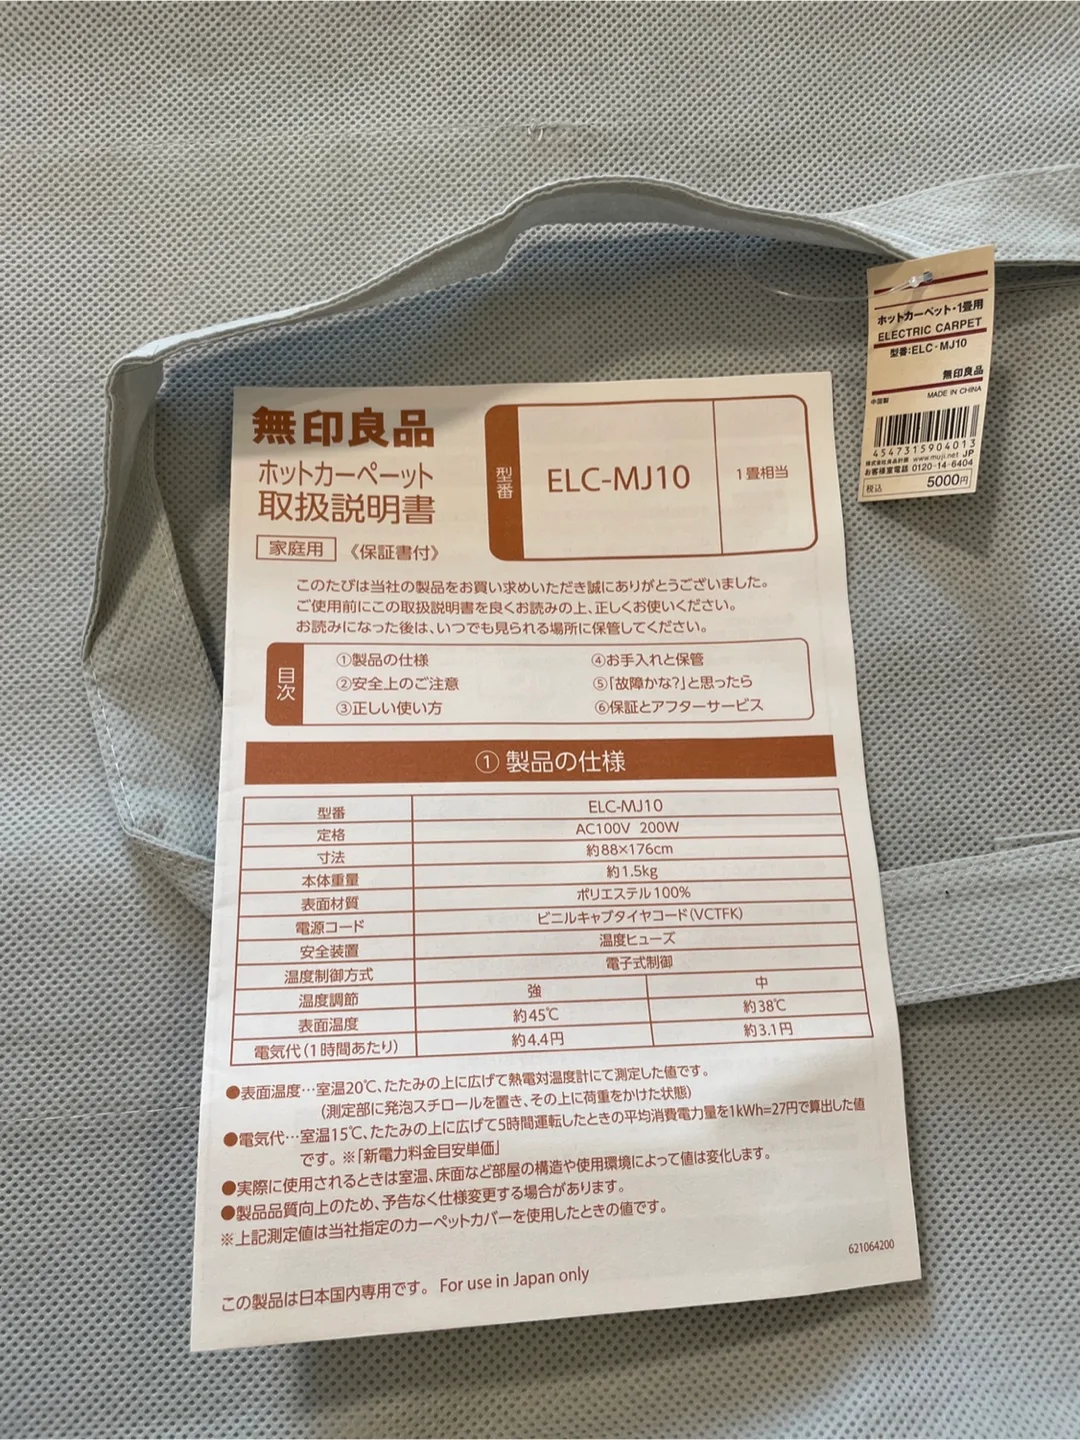 ホットカーペット・1畳用
ELECTRIC CARPET
型番:ELC-MJ10
無印良品
中国製 MADE IN CHINA
4547315904013
株式会社良品計画 www.muji.net JP
お客様室電話 0120-14-6404
税込 5000円
無印良品
ホットカーペット
取扱説明書
家庭用 《保証書付》
型番 ELC-MJ10 1畳相当
このたびは当社の製品をお買い求めいただき誠にありがとうございました。
ご使用前にこの取扱説明書を良くお読みの上、正しくお使いください。
お読みになった後は、いつでも見られる場所に保管してください。
目次
①製品の仕様 ④お手入れと保管
②安全上のご注意 ⑤「故障かな?」と思ったら
③正しい使い方 ⑥保証とアフターサービス
① 製品の仕様
型番 ELC-MJ10
定格 AC100V 200W
寸法 約88×176cm
本体重量 約1.5kg
表面材質 ポリエステル100%
電源コード ビニルキャブタイヤコード(VCTFK)
安全装置 温度ヒューズ
温度制御方式 電子式制御
温度調節 強 中
表面温度 約45℃ 約38℃
電気代(1時間あたり) 約4.4円 約3.1円
●表面温度…室温20℃、たたみの上に広げて熱電対温度計にて測定した値です。
(測定部に発泡スチロールを置き、その上に荷重をかけた状態)
●電気代…室温15℃、たたみの上に広げて5時間運転したときの平均消費電力量を1kWh=27円で算出した値
です。※「新電力料金目安単価」
●実際に使用されるときは室温、床面など部屋の構造や使用環境によって値は変化します。
●製品品質向上のため、予告なく仕様変更する場合があります。
※上記測定値は当社指定のカーペットカバーを使用したときの値です。
621064200
この製品は日本国内専用です。 For use in Japan only